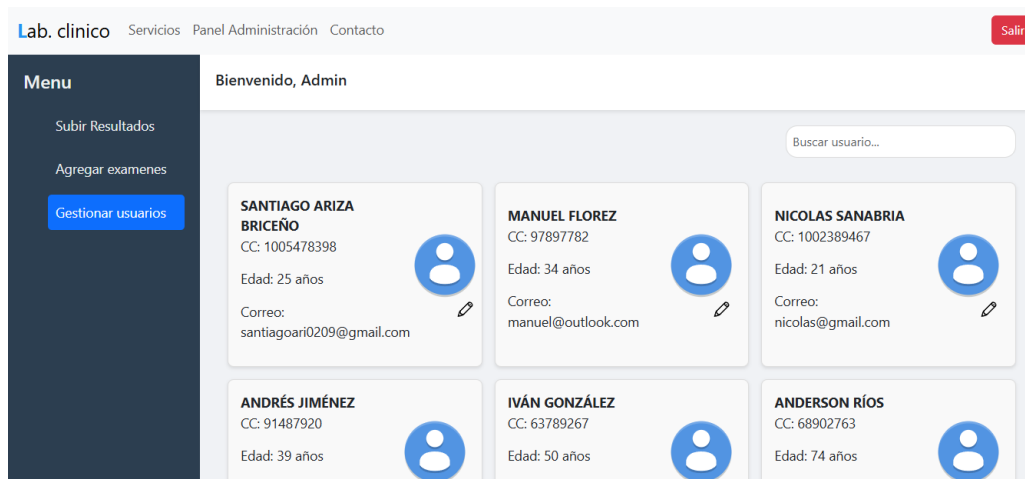 Lab. clinico Servicios Panel Administración Contacto Salir
Menu
Subir Resultados
Agregar examenes
Gestionar usuarios
Bienvenido, Admin
Buscar usuario...
SANTIAGO ARIZA
BRICEÑO
CC: 1005478398
Edad: 25 años
Correo:
santiagoari0209@gmail.com
MANUEL FLOREZ
CC: 97897782
Edad: 34 años
Correo:
manuel@outlook.com
NICOLAS SANABRIA
CC: 1002389467
Edad: 21 años
Correo:
nicolas@gmail.com
ANDRÉS JIMÉNEZ
CC: 91487920
Edad: 39 años
IVÁN GONZÁLEZ
CC: 63789267
Edad: 50 años
ANDERSON RÍOS
CC: 68902763
Edad: 74 años